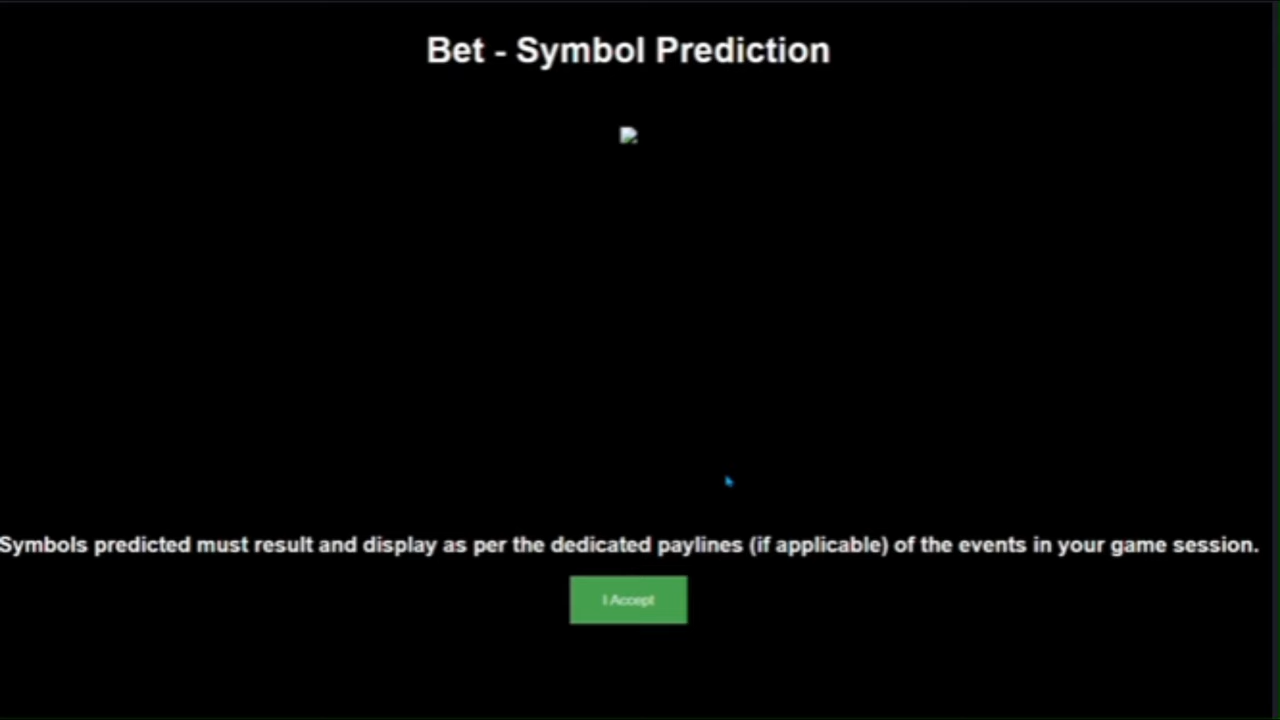 Bet - Symbol Prediction
Symbols predicted must result and display as per the dedicated paylines (if applicable) of the events in your game session.
I Accept